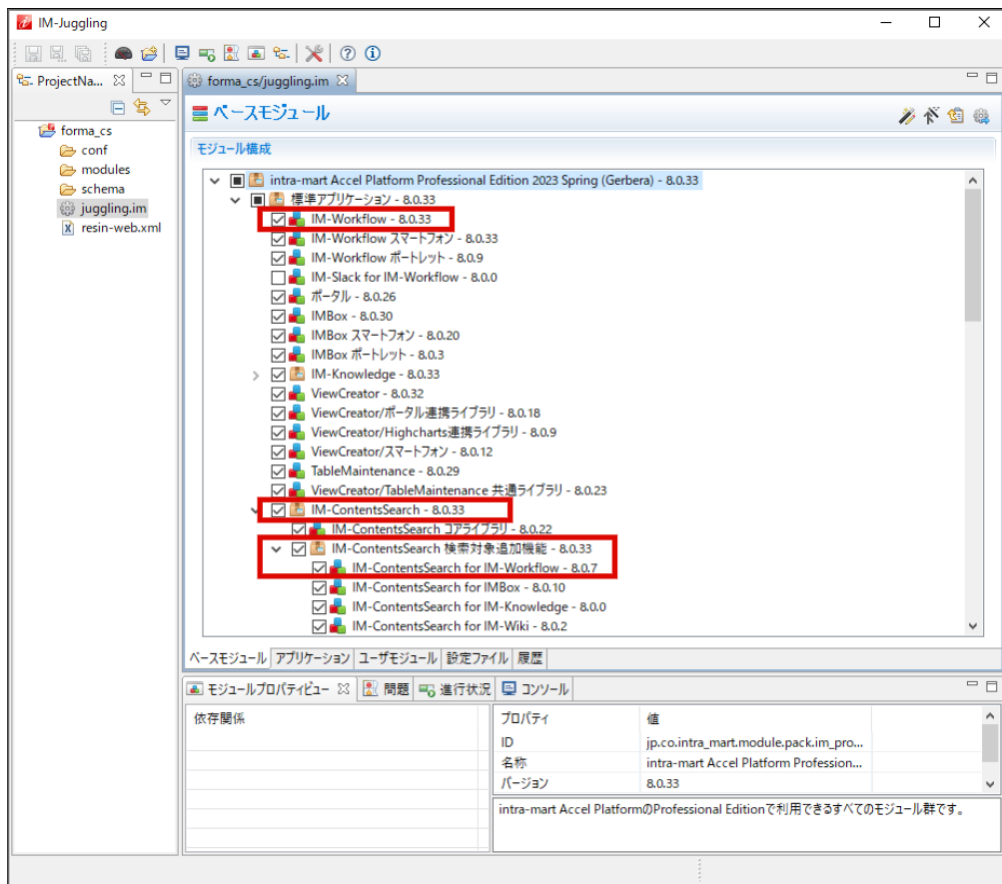 IM-Juggling
ProjectNa...
forma_cs
conf
modules
schema
juggling.im
resin-web.xml
forma_cs/juggling.im
ベースモジュール
モジュール構成
intra-mart Accel Platform Professional Edition 2023 Spring (Gerbera) - 8.0.33
標準アプリケーション - 8.0.33
IM-Workflow - 8.0.33
IM-Workflow スマートフォン - 8.0.33
IM-Workflow ポートレット - 8.0.9
IM-Slack for IM-Workflow - 8.0.0
ポータル - 8.0.26
IMBox - 8.0.30
IMBox スマートフォン - 8.0.20
IMBox ポートレット - 8.0.3
IM-Knowledge - 8.0.33
ViewCreator - 8.0.32
ViewCreator/ポータル連携ライブラリ - 8.0.18
ViewCreator/Highcharts連携ライブラリ - 8.0.9
ViewCreator/スマートフォン - 8.0.12
TableMaintenance - 8.0.29
ViewCreator/TableMaintenance 共通ライブラリ - 8.0.23
IM-ContentsSearch - 8.0.33
IM-ContentsSearch コアライブラリ - 8.0.22
IM-ContentsSearch 検索対象追加機能 - 8.0.33
IM-ContentsSearch for IM-Workflow - 8.0.7
IM-ContentsSearch for IMBox - 8.0.10
IM-ContentsSearch for IM-Knowledge - 8.0.0
IM-ContentsSearch for IM-Wiki - 8.0.2
ベースモジュール アプリケーション ユーザモジュール 設定ファイル 履歴
モジュールプロパティビュー 問題 進行状況 コンソール
依存関係
プロパティ 値
ID jp.co.intra_mart.module.pack.im_pro...
名称 intra-mart Accel Platform Profession...
バージョン 8.0.33
intra-mart Accel PlatformのProfessional Editionで利用できるすべてのモジュール群です。